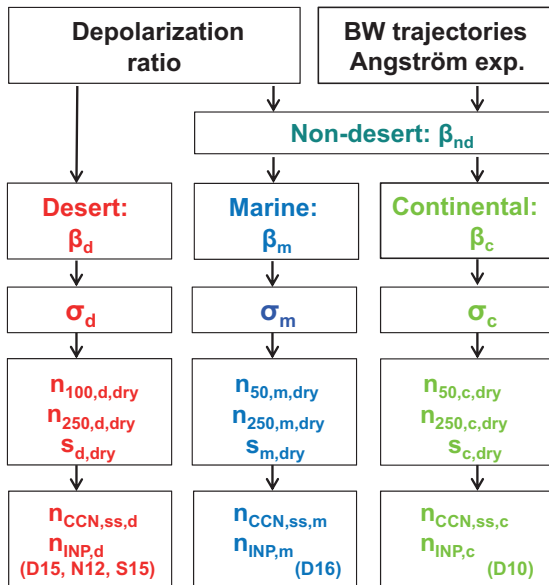 Depolarization
ratio
BW trajectories
Angström exp.
Non-desert: βnd
Desert:
βd
Marine:
βm
Continental:
βc
σd
σm
σc
n100,d,dry
n250,d,dry
sd,dry
n50,m,dry
n250,m,dry
sm,dry
n50,c,dry
n250,c,dry
sc,dry
nCCN,ss,d
nINP,d
(D15, N12, S15)
nCCN,ss,m
nINP,m
(D16)
nCCN,ss,c
nINP,c
(D10)